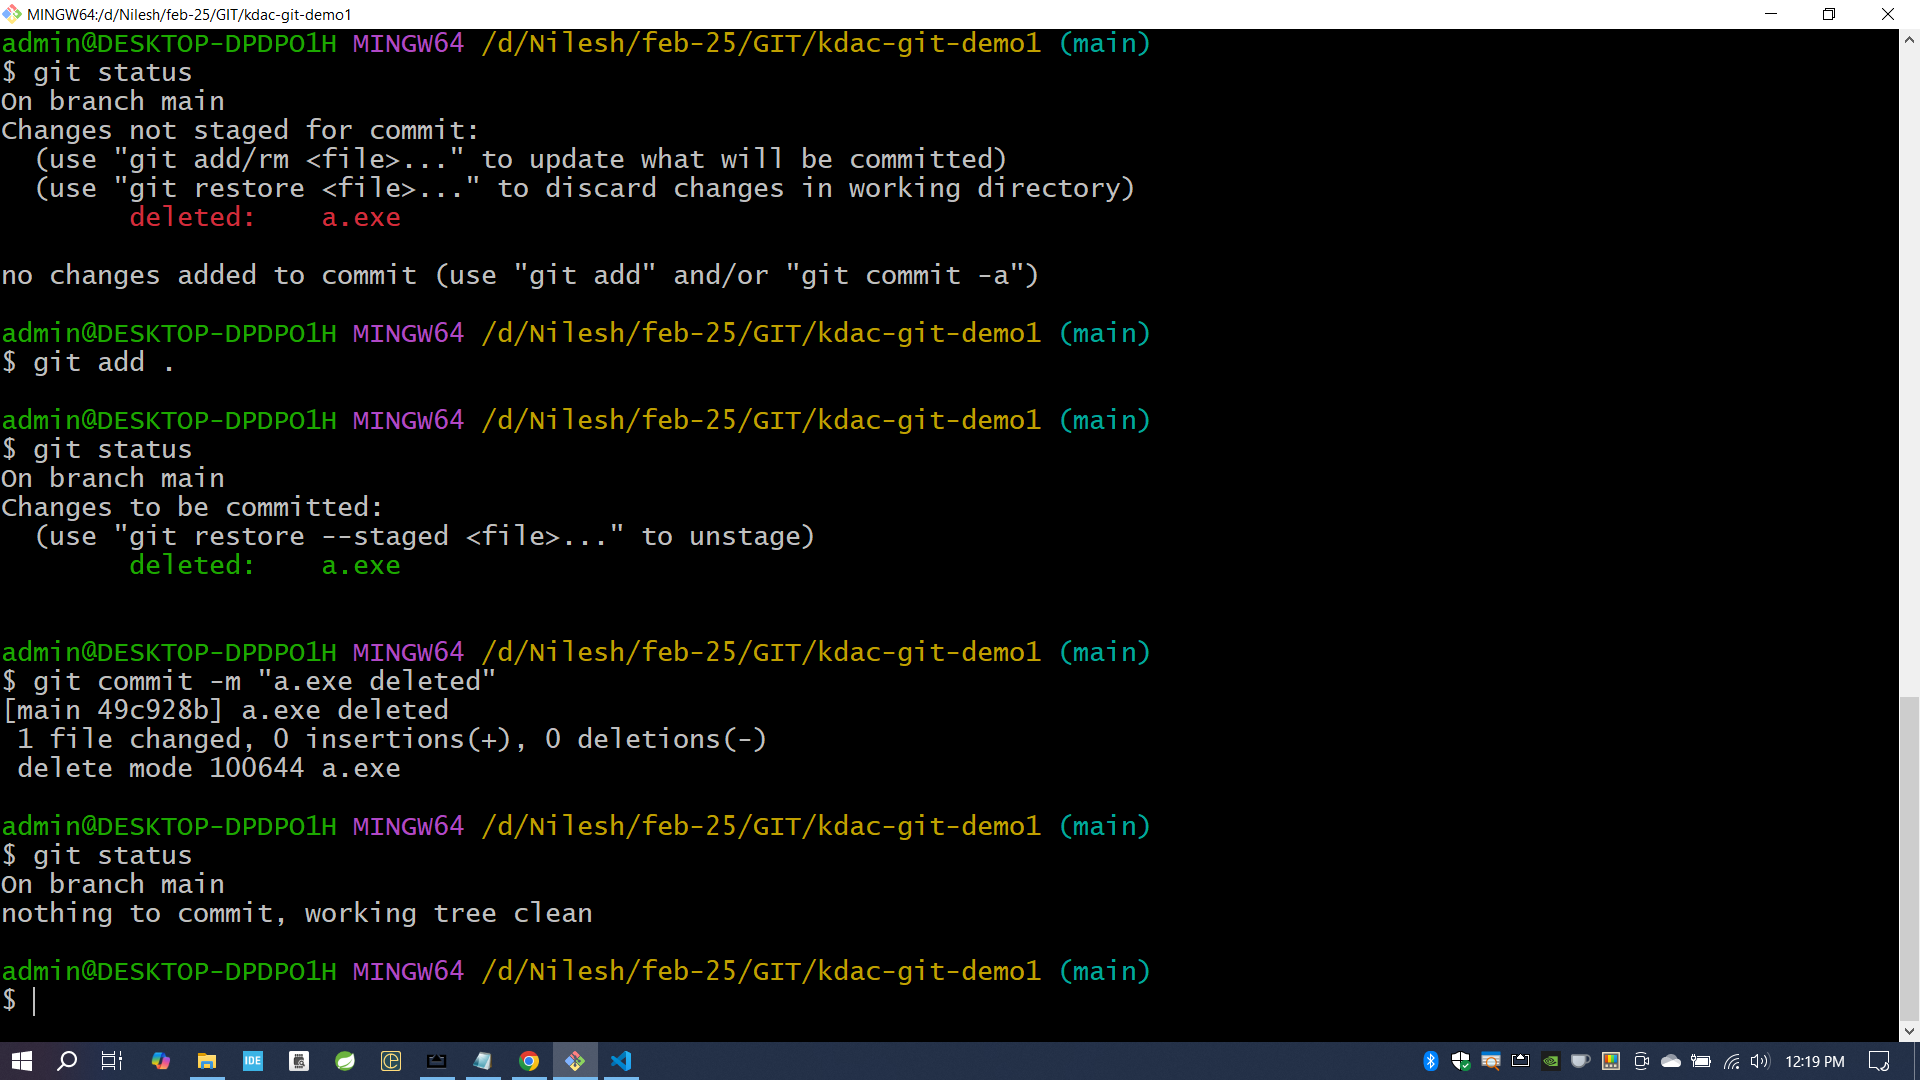 MINGW64:/d/Nilesh/feb-25/GIT/kdac-git-demo1
admin@DESKTOP-DPDPO1H MINGW64 /d/Nilesh/feb-25/GIT/kdac-git-demo1 (main)
$ git status
On branch main
Changes not staged for commit:
  (use "git add/rm <file>..." to update what will be committed)
  (use "git restore <file>..." to discard changes in working directory)
        deleted:    a.exe

no changes added to commit (use "git add" and/or "git commit -a")

admin@DESKTOP-DPDPO1H MINGW64 /d/Nilesh/feb-25/GIT/kdac-git-demo1 (main)
$ git add .

admin@DESKTOP-DPDPO1H MINGW64 /d/Nilesh/feb-25/GIT/kdac-git-demo1 (main)
$ git status
On branch main
Changes to be committed:
  (use "git restore --staged <file>..." to unstage)
        deleted:    a.exe

admin@DESKTOP-DPDPO1H MINGW64 /d/Nilesh/feb-25/GIT/kdac-git-demo1 (main)
$ git commit -m "a.exe deleted"
[main 49c928b] a.exe deleted
 1 file changed, 0 insertions(+), 0 deletions(-)
 delete mode 100644 a.exe

admin@DESKTOP-DPDPO1H MINGW64 /d/Nilesh/feb-25/GIT/kdac-git-demo1 (main)
$ git status
On branch main
nothing to commit, working tree clean

admin@DESKTOP-DPDPO1H MINGW64 /d/Nilesh/feb-25/GIT/kdac-git-demo1 (main)
$
IDE
12:19 PM